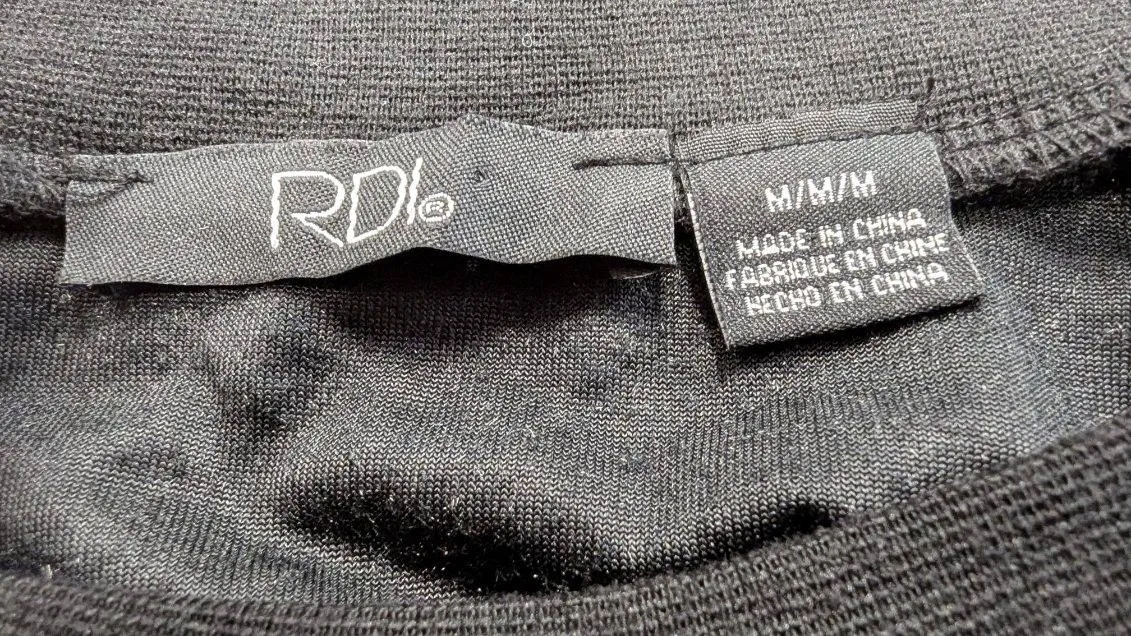 RDI®
M/M/M
MADE IN CHINA
FABRIQUE EN CHINE
HECHO EN CHINA